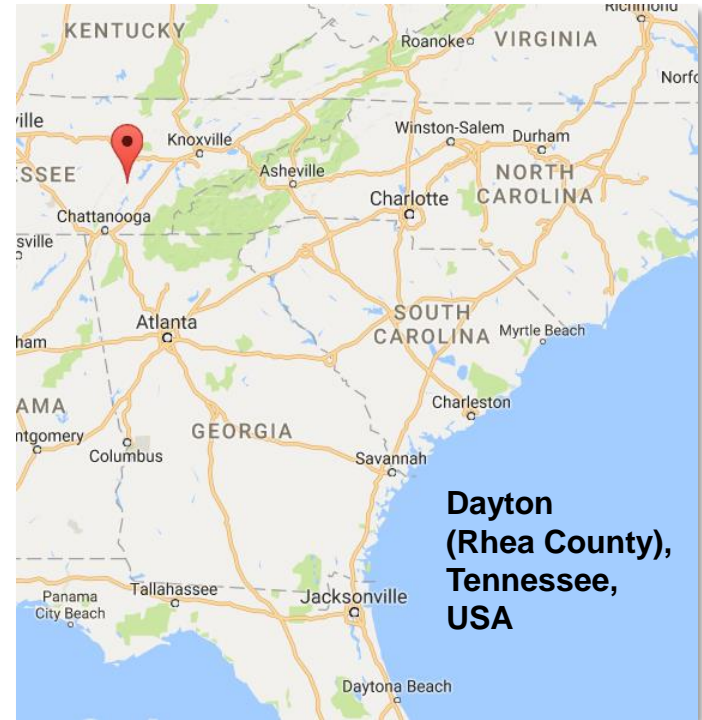 Richmond
KENTUCKY
Roanoke
VIRGINIA
Norfo
ville
Knoxville
Winston-Salem
Durham
ESSEE
Asheville
NORTH
CAROLINA
Charlotte
Chattanooga
sville
SOUTH
CAROLINA
Atlanta
Myrtle Beach
ham
AMA
Charleston
ntgomery
GEORGIA
Columbus
Savannah
Dayton
(Rhea County),
Tennessee,
USA
Tallahassee
Panama
City Beach
Jacksonville
Daytona Beach